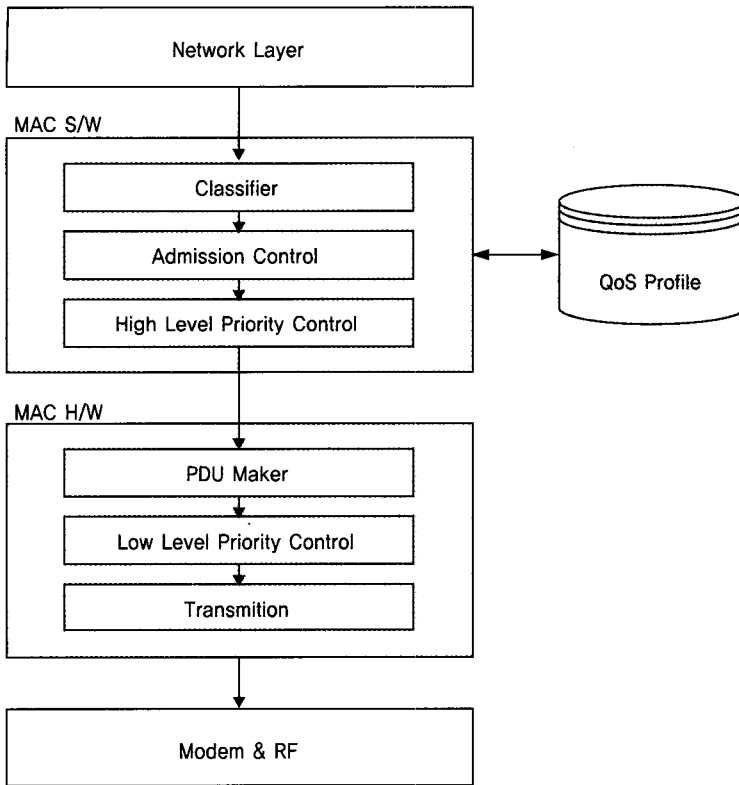 Network Layer
MAC S/W
Classifier
Admission Control
High Level Priority Control
QoS Profile
MAC H/W
PDU Maker
Low Level Priority Control
Transmition
Modem & RF